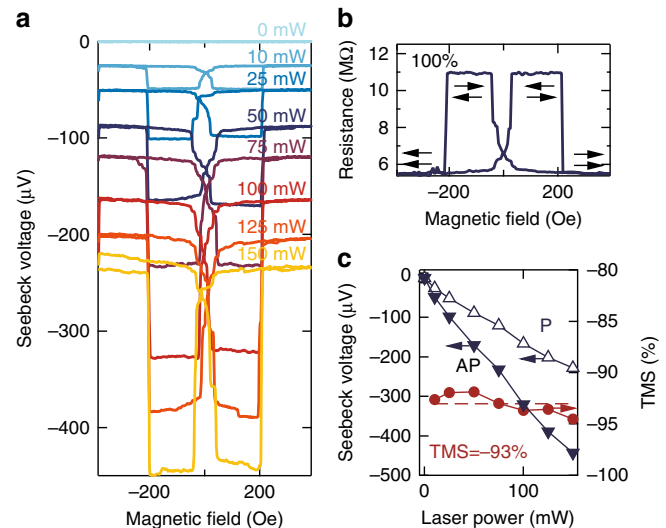 a
0 mW
10 mW
25 mW
50 mW
75 mW
100 mW
125 mW
150 mW
0
−100
−200
−300
−400
Seebeck voltage (μV)
−200
0
200
Magnetic field (Oe)
b
100%
12
10
8
6
Resistance (MΩ)
−200
0
200
Magnetic field (Oe)
c
0
−100
−200
−300
−400
−500
Seebeck voltage (μV)
P
AP
TMS=−93%
−80
−85
−90
−95
−100
TMS (%)
0
100
Laser power (mW)